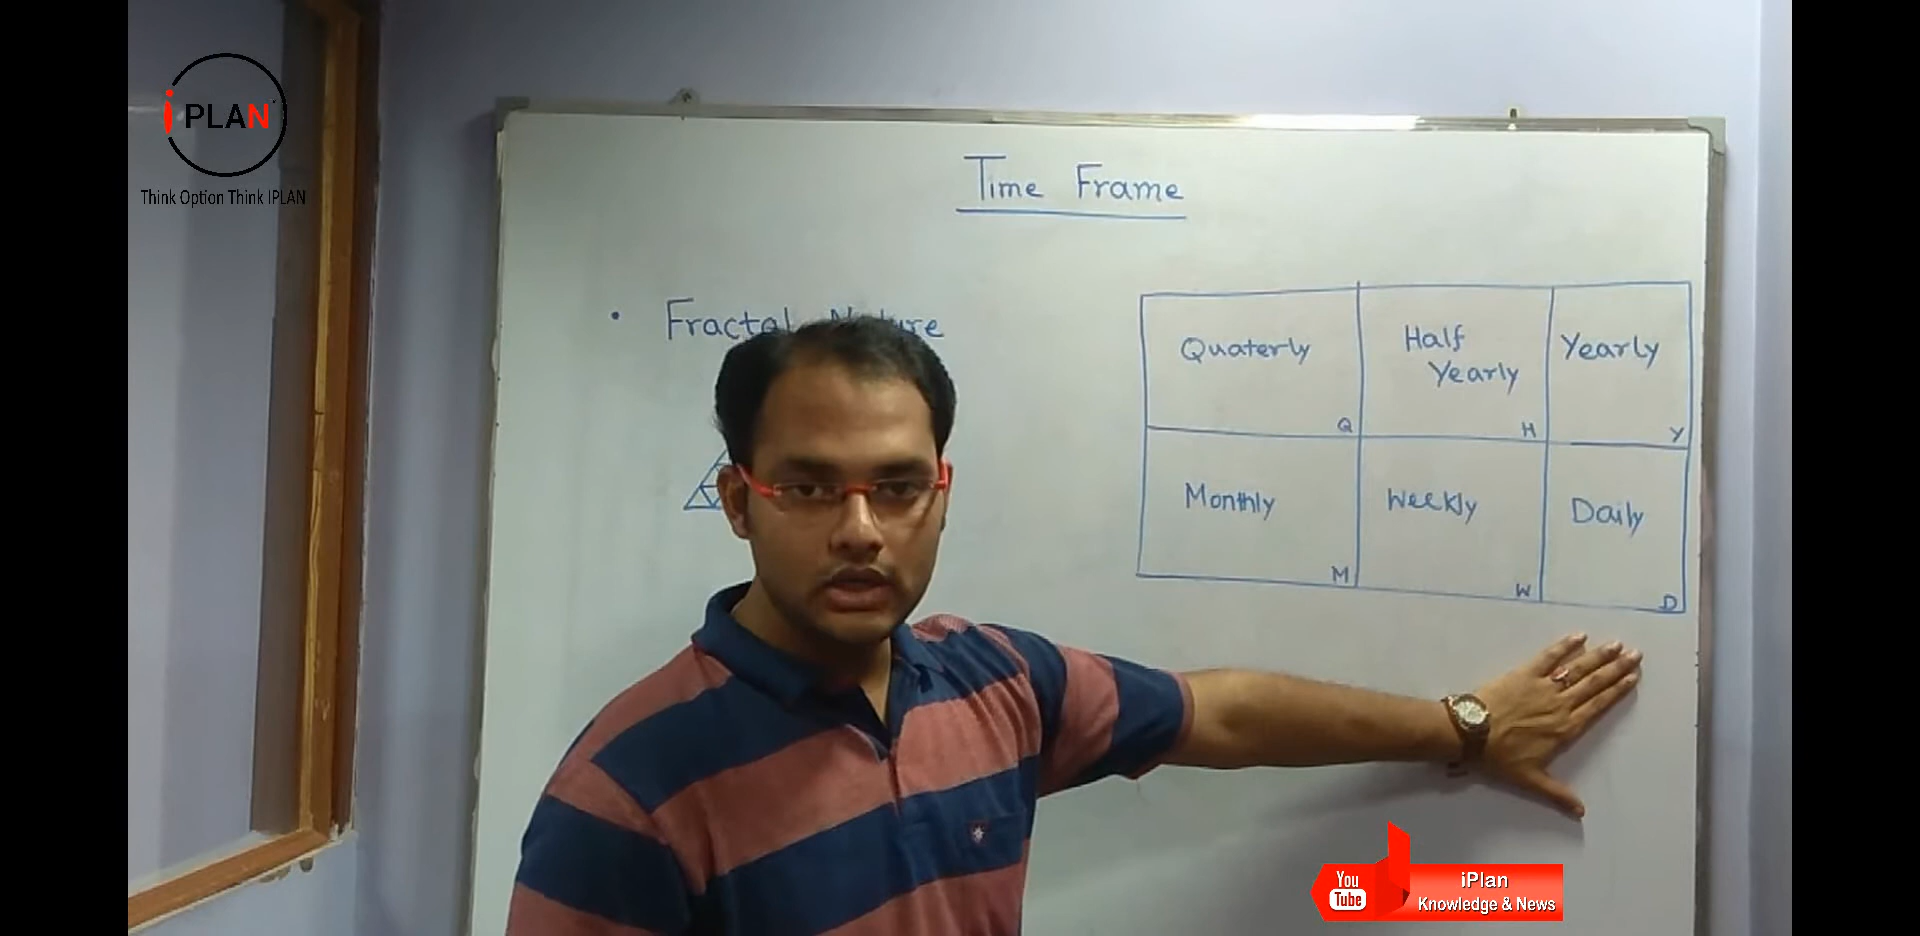 iPLAN
Think Option Think IPLAN
Time Frame
• Fractal Nature
Quaterly
Q
Half
Yearly
H
Yearly
Y
Monthly
M
Weekly
W
Daily
D
You
Tube
iPlan
Knowledge & News